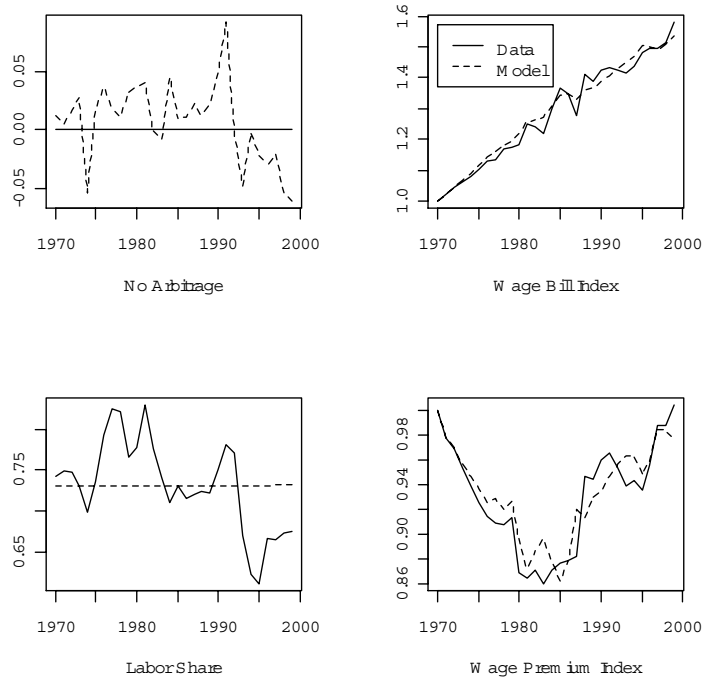 -0.05 0.00 0.05
1970 1980 1990 2000
No Arbitrage
1.0 1.2 1.4 1.6
Data
Model
1970 1980 1990 2000
Wage Bill Index
0.65 0.75
1970 1980 1990 2000
Labor Share
0.86 0.90 0.94 0.98
1970 1980 1990 2000
Wage Premium Index